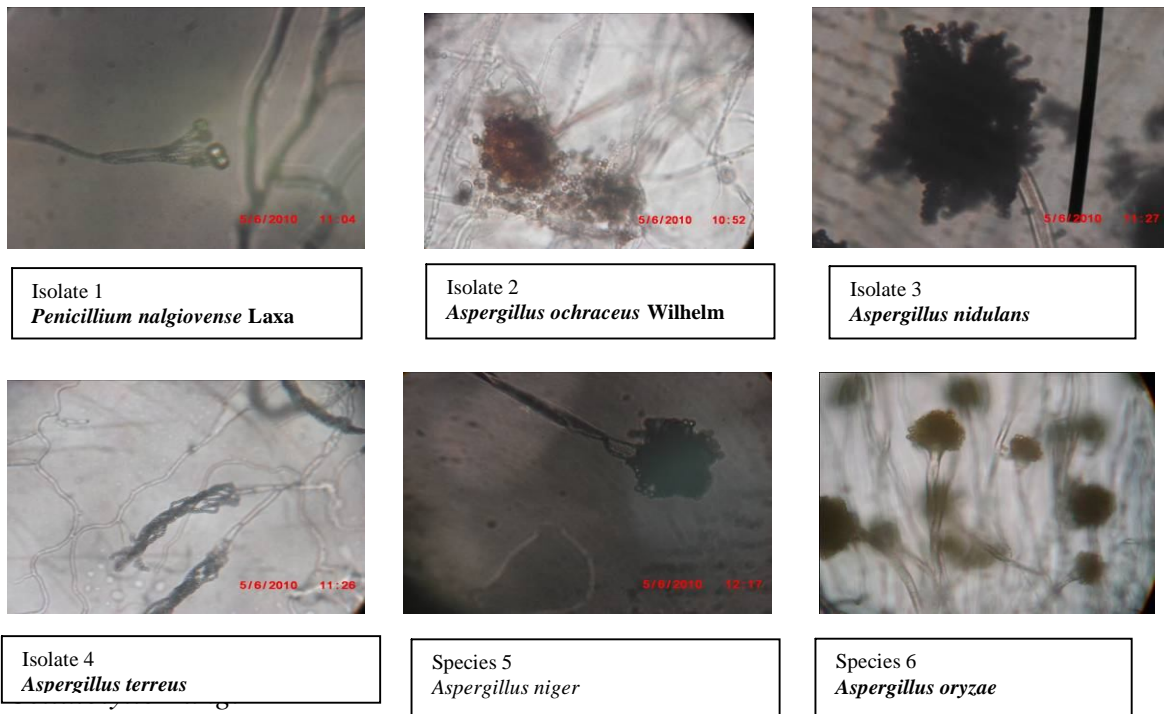 5/6/2010 11:04
5/6/2010 10:52
5/6/2010 11:27
Isolate 1
Penicillium nalgiovense Laxa
Isolate 2
Aspergillus ochraceus Wilhelm
Isolate 3
Aspergillus nidulans
5/6/2010 11:26
5/6/2010 12:17
Isolate 4
Aspergillus terreus
Species 5
Aspergillus niger
Species 6
Aspergillus oryzae